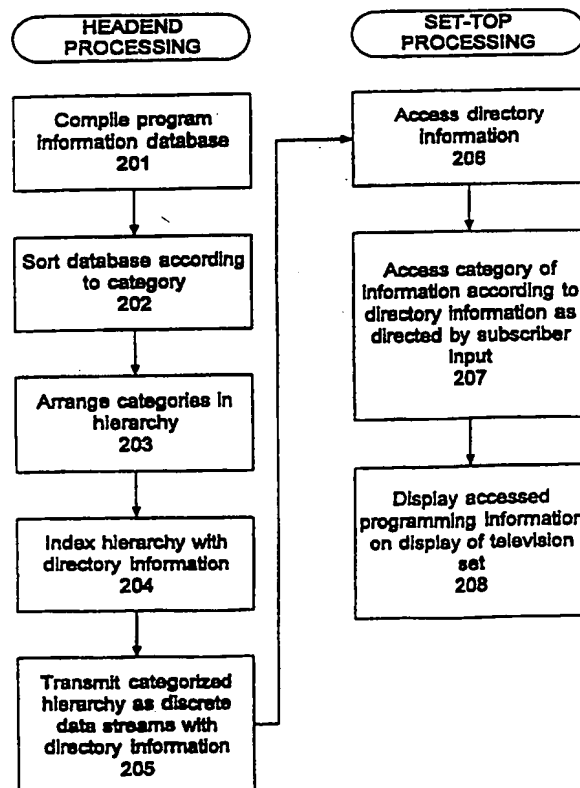 HEADEND
PROCESSING
Compile program
information database
201
Sort database according
to category
202
Arrange categories in
hierarchy
203
Index hierarchy with
directory information
204
Transmit categorized
hierarchy as discrete
data streams with
directory information
205
SET-TOP
PROCESSING
Access directory
information
206
Access category of
information according to
directory information as
directed by subscriber
input
207
Display accessed
programming information
on display of television
set
208